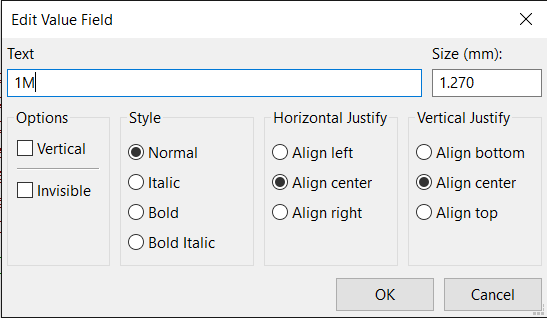 Edit Value Field
Text
Size (mm):
1M
1.270
Options
Vertical
Invisible
Style
Normal
Italic
Bold
Bold Italic
Horizontal Justify
Align left
Align center
Align right
Vertical Justify
Align bottom
Align center
Align top
OK
Cancel